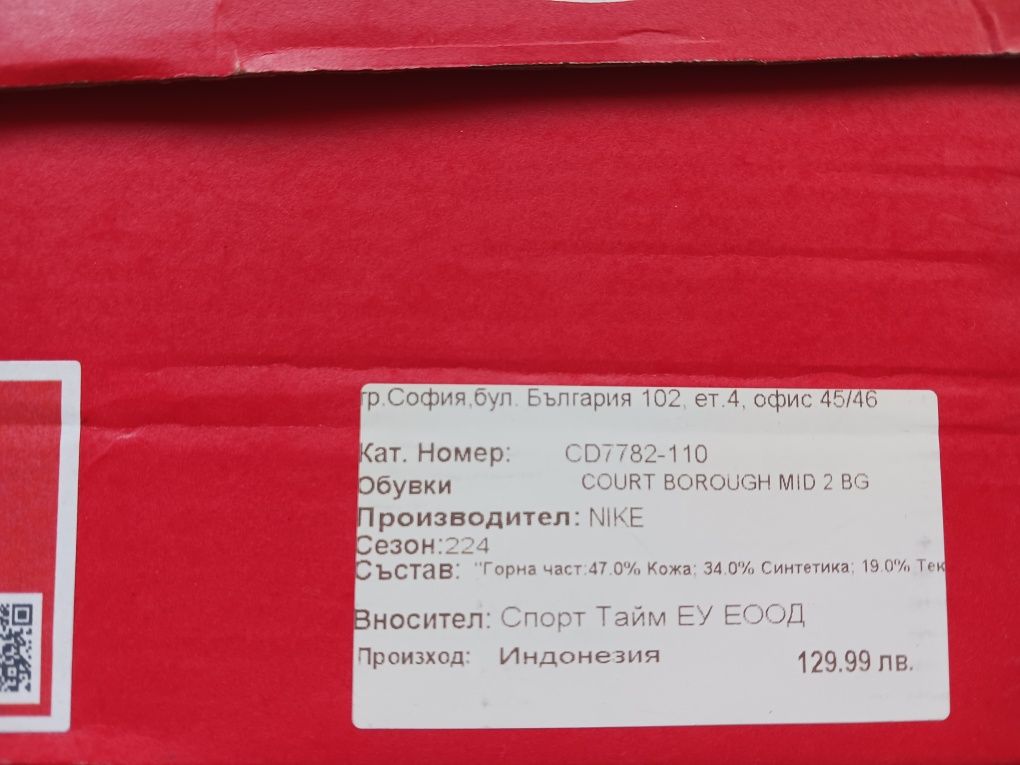 гр.София,бул. България 102, ет.4, офис 45/46
Кат. Номер: CD7782-110
Обувки COURT BOROUGH MID 2 BG
Производител: NIKE
Сезон:224
Състав: "Горна част:47.0% Кожа; 34.0% Синтетика; 19.0% Тек
Вносител: Спорт Тайм ЕУ ЕООД
Произход: Индонезия 129.99 лв.